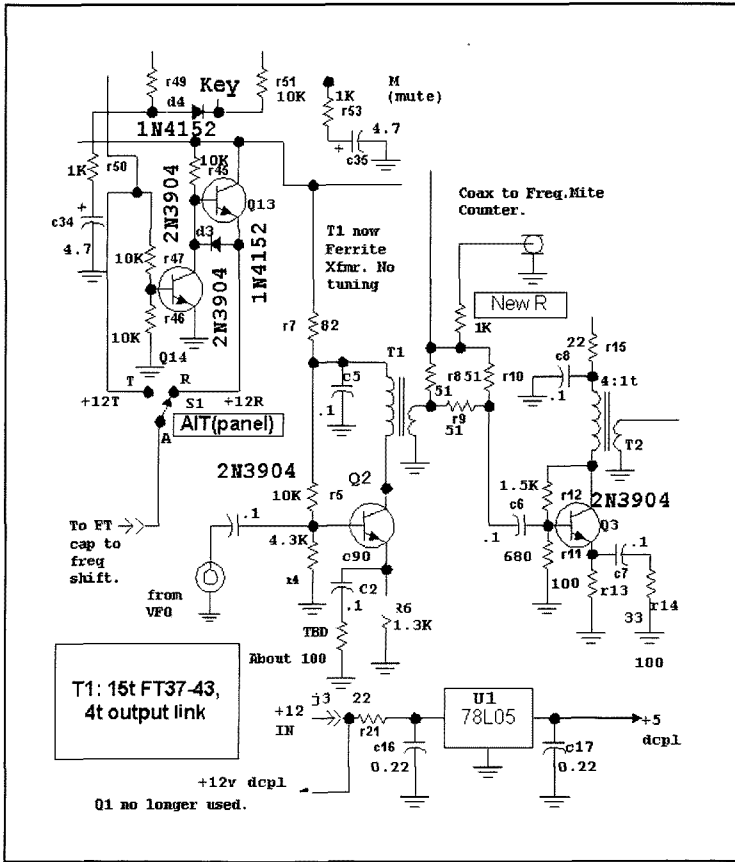 r49
d4
Key
r51
10K
M
(mute)
1N4152
1K
r53
4.7
c35
r50
1K
10K
r45
Q13
2N3904
d3
1N4152
c34
4.7
10K
r47
r46
10K
2N3904
Q14
T
R
+12T
S1
+12R
AIT(panel)
A
To FT
cap to
freq
shift.
T1 now
Ferrite
Xfmr. No
tuning
Coax to Freq.Mite
Counter.
New R
1K
r7
82
T1
c5
.1
r8
51
51
r10
r9
51
22
r15
c8
.1
4:1t
T2
2N3904
Q2
10K
r5
4.3K
r4
.1
from
VFO
c90
C2
.1
TBD
About 100
R6
1.3K
1.5K
r12
2N3904
c6
.1
Q3
680
r11
100
.1
c7
r13
r14
33
100
T1: 15t FT37-43,
4t output link
j3
+12
IN
22
r21
c16
0.22
U1
78L05
c17
0.22
+5
dcpl
+12v dcpl
Q1 no longer used.